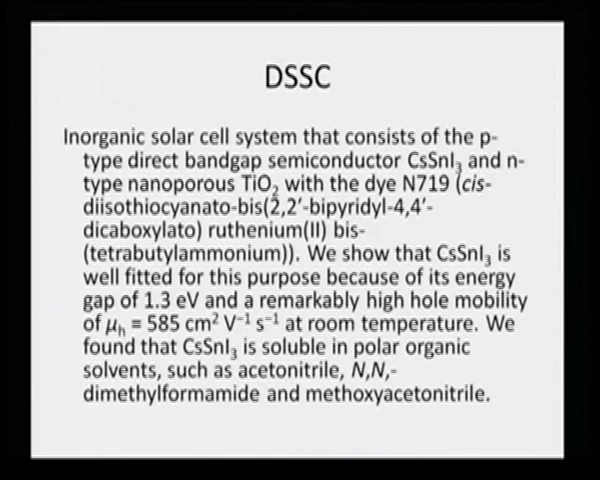 DSSC
Inorganic solar cell system that consists of the p-
type direct bandgap semiconductor CsSnI₃ and n-
type nanoporous TiO₂ with the dye N719 (cis-
diisothiocyanato-bis(2,2′-bipyridyl-4,4′-
dicaboxylato) ruthenium(II) bis-
(tetrabutylammonium)). We show that CsSnI₃ is
well fitted for this purpose because of its energy
gap of 1.3 eV and a remarkably high hole mobility
of μₕ = 585 cm² V⁻¹ s⁻¹ at room temperature. We
found that CsSnI₃ is soluble in polar organic
solvents, such as acetonitrile, N,N,-
dimethylformamide and methoxyacetonitrile.